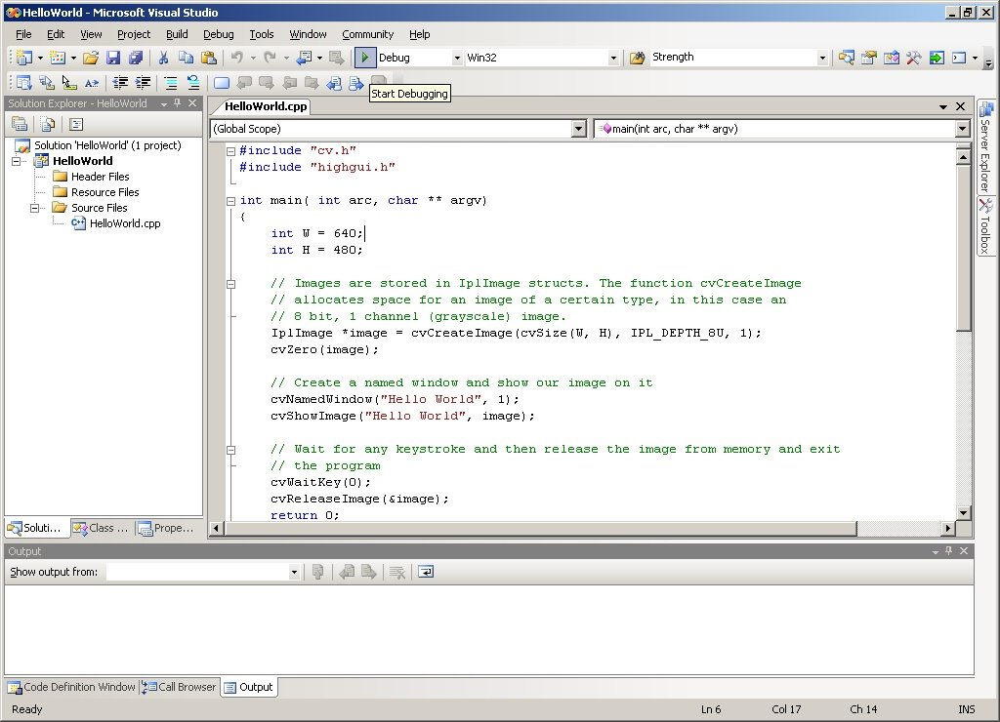 HelloWorld - Microsoft Visual Studio
File Edit View Project Build Debug Tools Window Community Help
Debug Win32 Strength
Start Debugging
Solution Explorer - HelloWorld
Solution 'HelloWorld' (1 project)
HelloWorld
Header Files
Resource Files
Source Files
HelloWorld.cpp
Soluti... Class ... Prope...
HelloWorld.cpp
(Global Scope) main(int arc, char ** argv)
#include "cv.h"
#include "highgui.h"
int main( int arc, char ** argv)
{
int W = 640;
int H = 480;
// Images are stored in IplImage structs. The function cvCreateImage
// allocates space for an image of a certain type, in this case an
// 8 bit, 1 channel (grayscale) image.
IplImage *image = cvCreateImage(cvSize(W, H), IPL_DEPTH_8U, 1);
cvZero(image);
// Create a named window and show our image on it
cvNamedWindow("Hello World", 1);
cvShowImage("Hello World", image);
// Wait for any keystroke and then release the image from memory and exit
// the program
cvWaitKey(0);
cvReleaseImage(&image);
return 0;
Server Explorer
Toolbox
Output
Show output from:
Code Definition Window Call Browser Output
Ready Ln 6 Col 17 Ch 14 INS